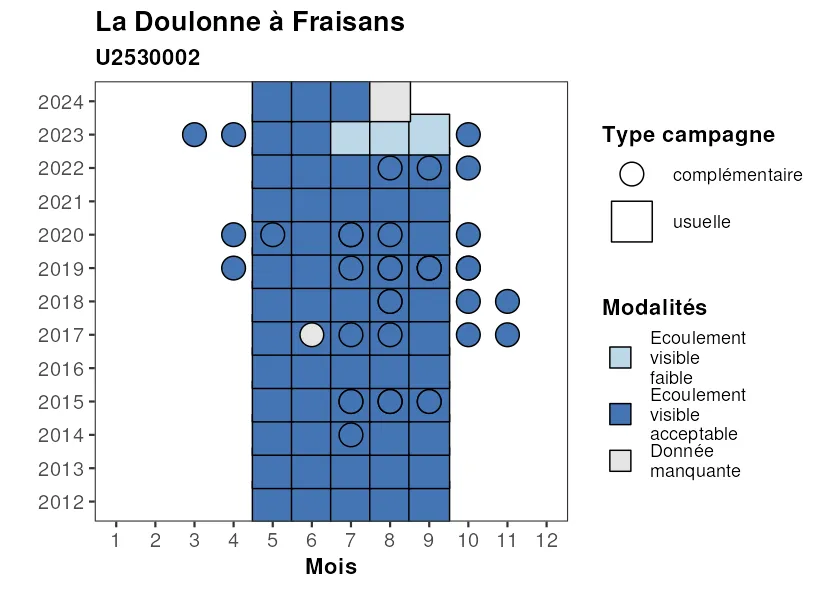 La Doulonne à Fraisans
U2530002
2024
2023
2022
2021
2020
2019
2018
2017
2016
2015
2014
2013
2012
1 2 3 4 5 6 7 8 9 10 11 12
Mois
Type campagne
complémentaire
usuelle
Modalités
Ecoulement
visible
faible
Ecoulement
visible
acceptable
Donnée
manquante